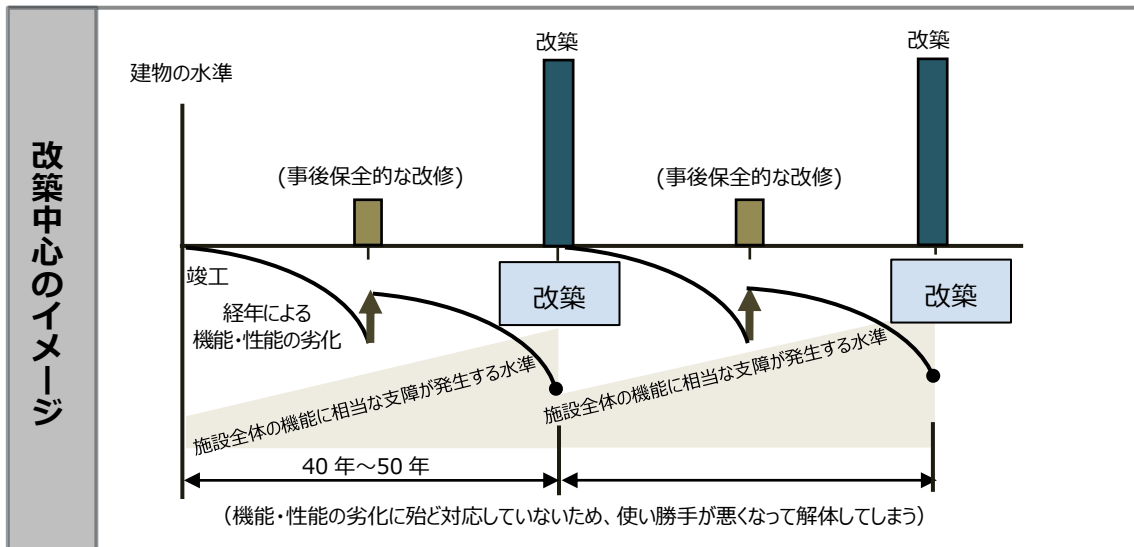 改築中心のイメージ
改築
改築
建物の水準
(事後保全的な改修)
(事後保全的な改修)
竣工
改築
改築
経年による
機能・性能の劣化
施設全体の機能に相当な支障が発生する水準
施設全体の機能に相当な支障が発生する水準
40 年～50 年
（機能・性能の劣化に殆ど対応していないため、使い勝手が悪くなって解体してしまう）